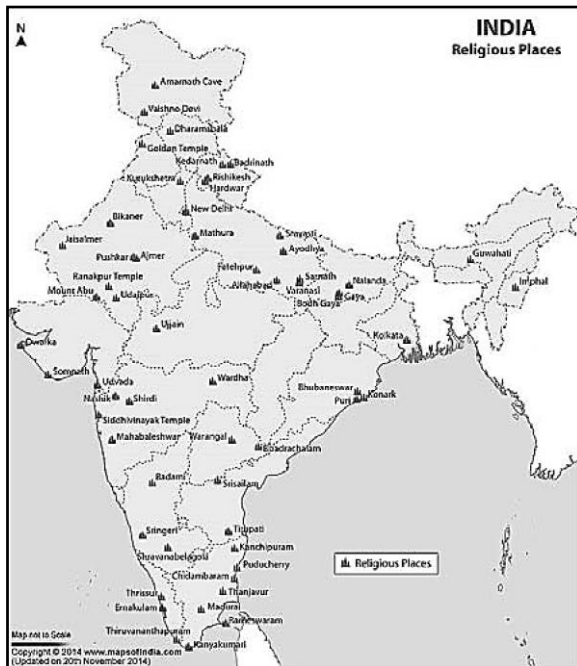 N
INDIA
Religious Places
Amarnath Cave
Vaishno Devi
Dharamshala
Golden Temple
Kedarnath
Badrinath
Kurukshetra
Rishikesh
Hardwar
New Delhi
Bikaner
Mathura
Sravasti
Jaisalmer
Ayodhya
Guwahati
Pushkar
Ajmer
Fatehpur
Sarnath
Nalanda
Imphal
Ranakpur Temple
Allahabad
Varanasi
Gaya
Mount Abu
Udaipur
Bodh Gaya
Ujjain
Kolkata
Dwarka
Somnath
Wardha
Udvada
Bhubaneswar
Konark
Nashik
Shirdi
Puri
Siddhivinayak Temple
Mahabaleshwar
Warangal
Bhadrachalam
Badami
Srisailam
Sringeri
Tirupati
Shravanabelagola
Kanchipuram
Puducherry
Religious Places
Chidambaram
Thrissur
Thanjavur
Ernakulam
Madurai
Rameswaram
Thiruvananthapuram
Kanyakumari
Map not to Scale
Copyright © 2014 www.mapsofindia.com
(Updated on 20th November 2014)